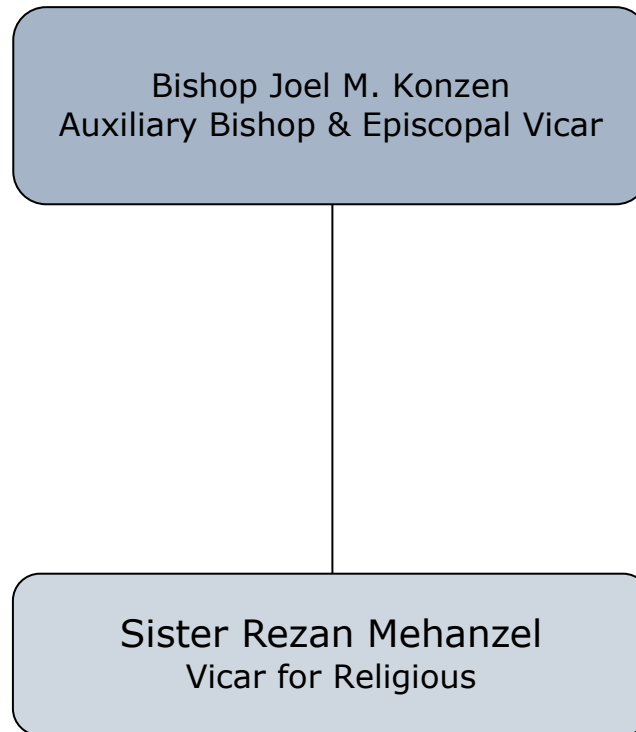 Bishop Joel M. Konzen
Auxiliary Bishop & Episcopal Vicar
Sister Rezan Mehanzel
Vicar for Religious